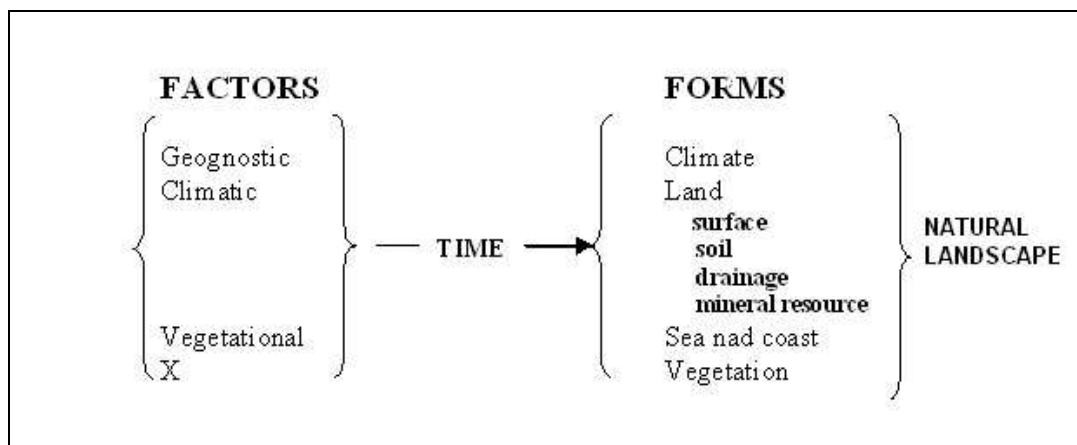 FACTORS
Geognostic
Climatic
Vegetational
X
TIME
FORMS
Climate
Land
surface
soil
drainage
mineral resource
Sea nad coast
Vegetation
NATURAL
LANDSCAPE